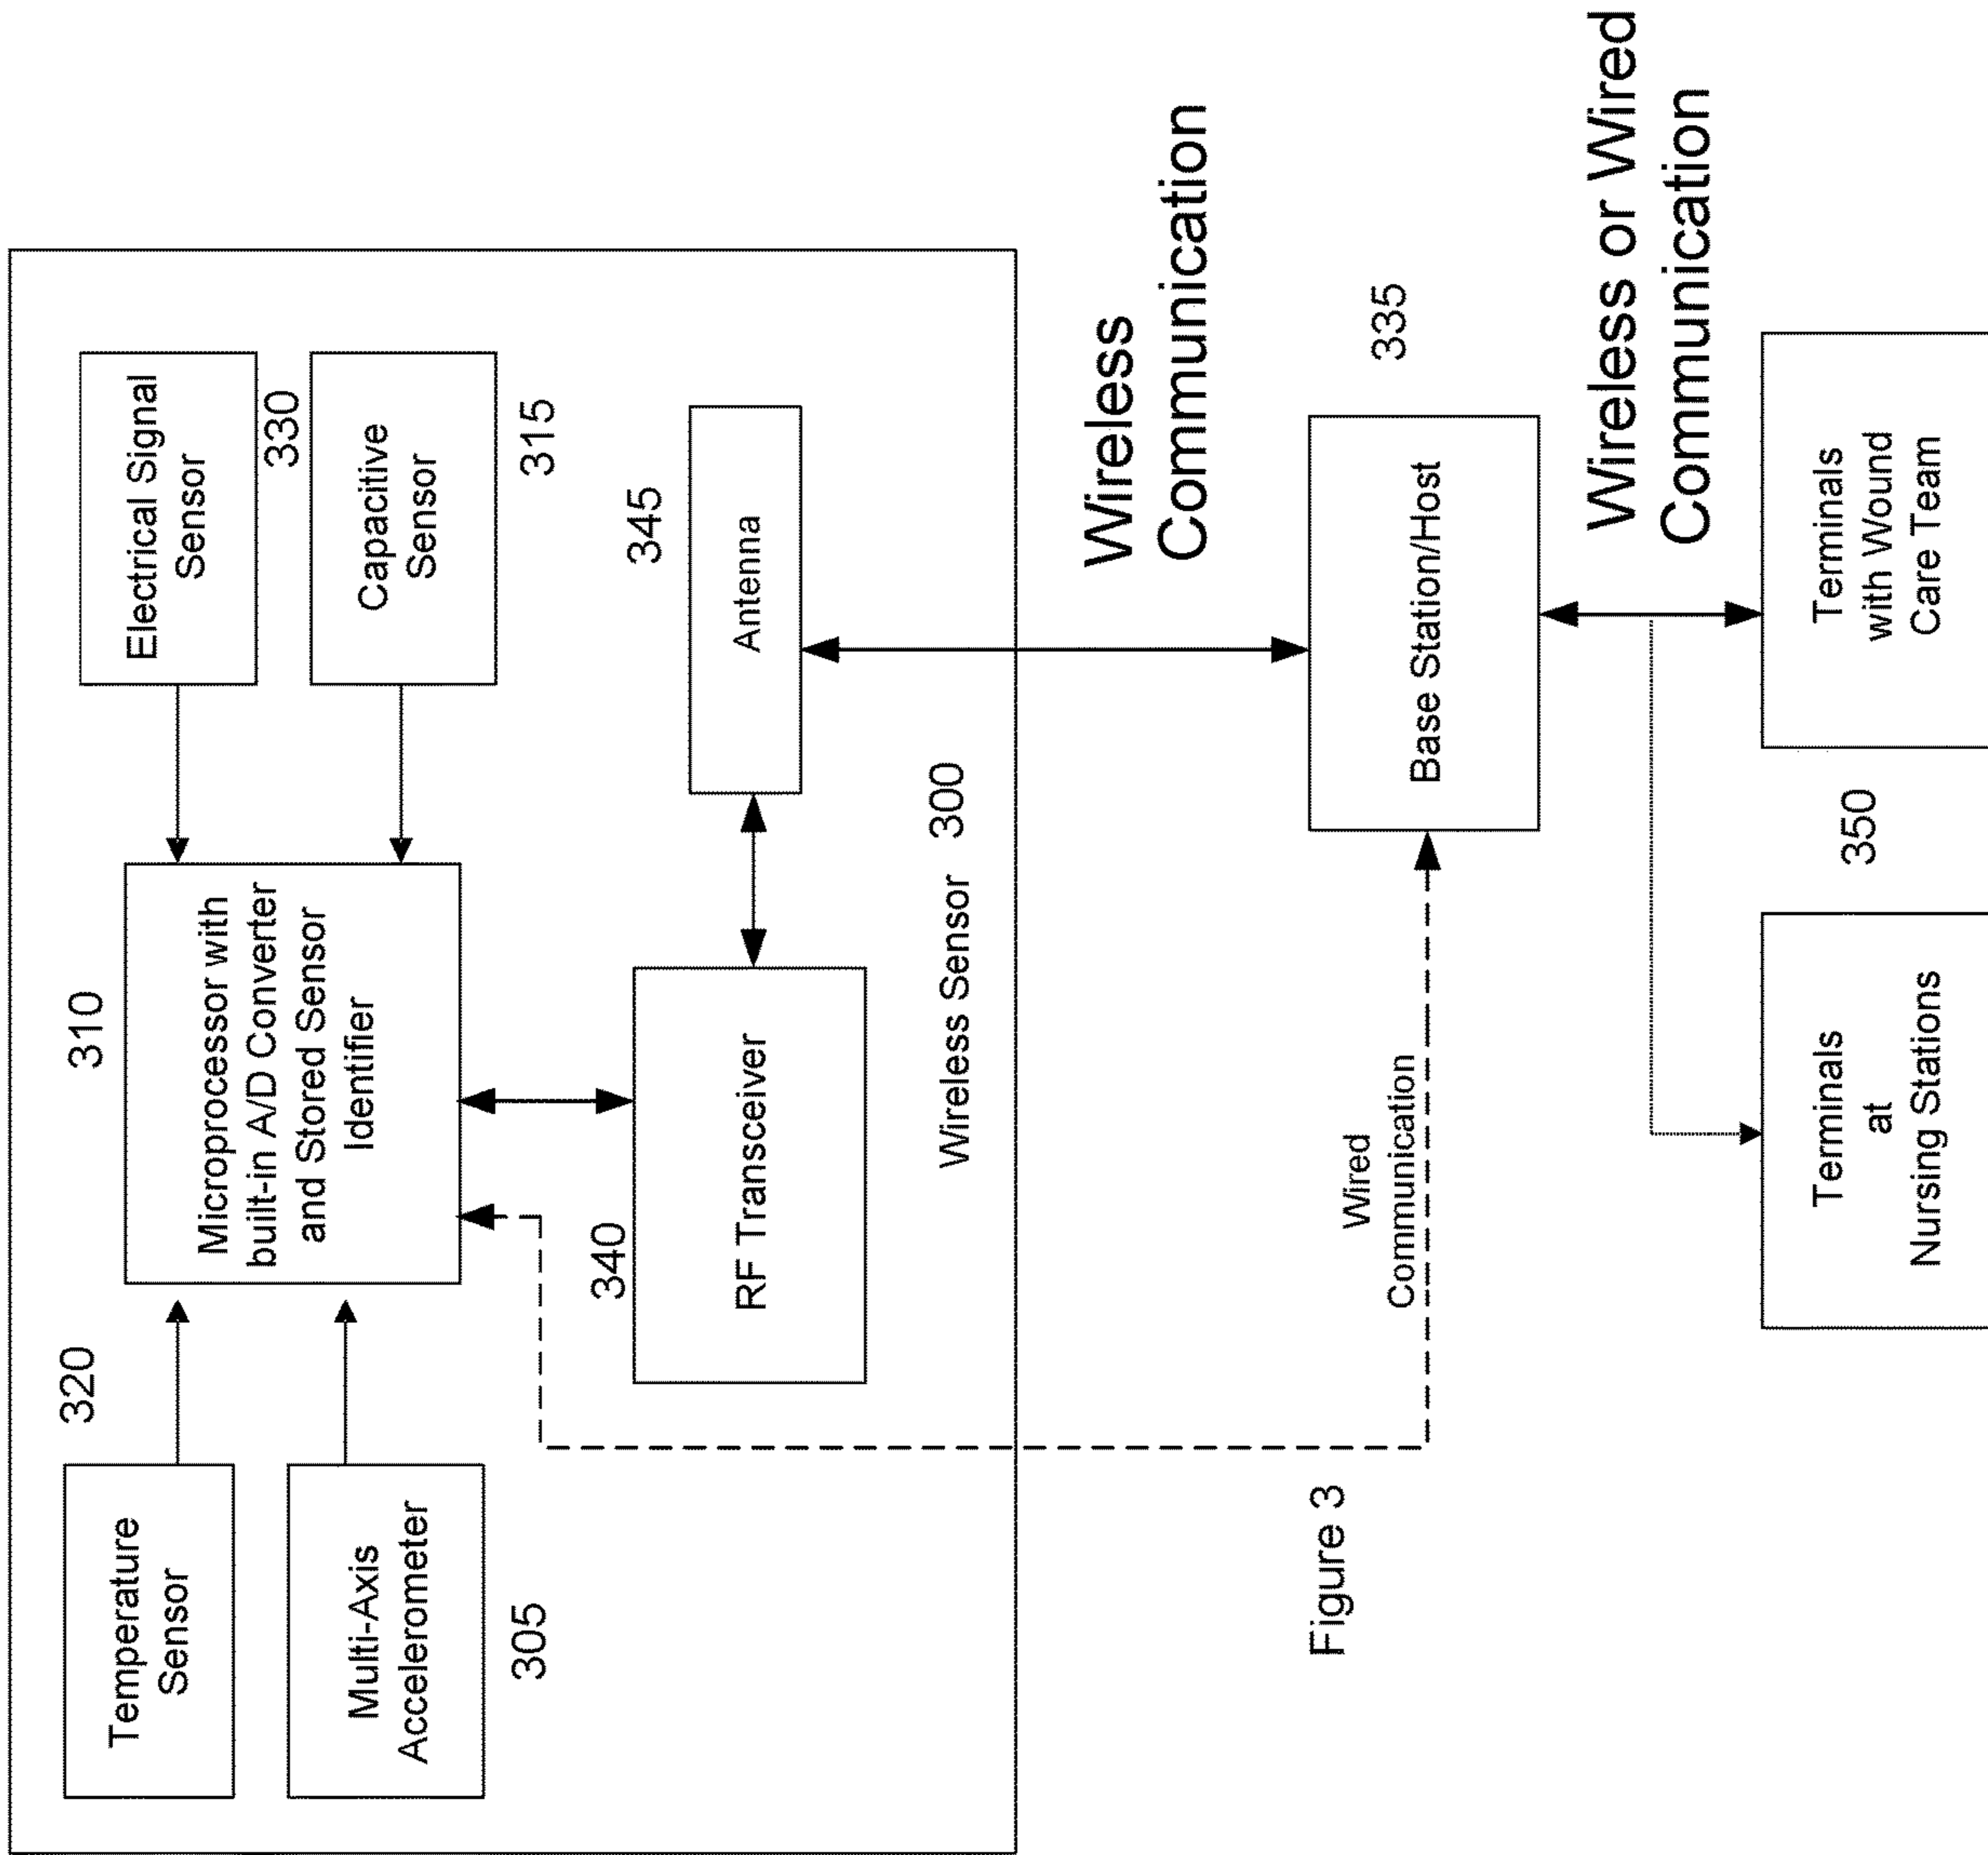 320
Temperature
Sensor
Multi-Axis
Accelerometer
305
310
Microprocessor with
built-in A/D Converter
and Stored Sensor
Identifier
Electrical Signal
Sensor
330
Capacitive
Sensor
315
340
RF Transceiver
345
Antenna
Wireless Sensor 300
Wireless
Communication
Wired
Communication
335
Base Station/Host
Figure 3
Wireless or Wired
Communication
Terminals
at
Nursing Stations
350
Terminals
with Wound
Care Team